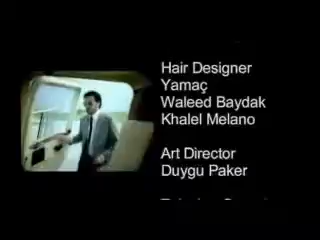 Hair Designer
Yamaç
Waleed Baydak
Khalel Melano
Art Director
Duygu Paker